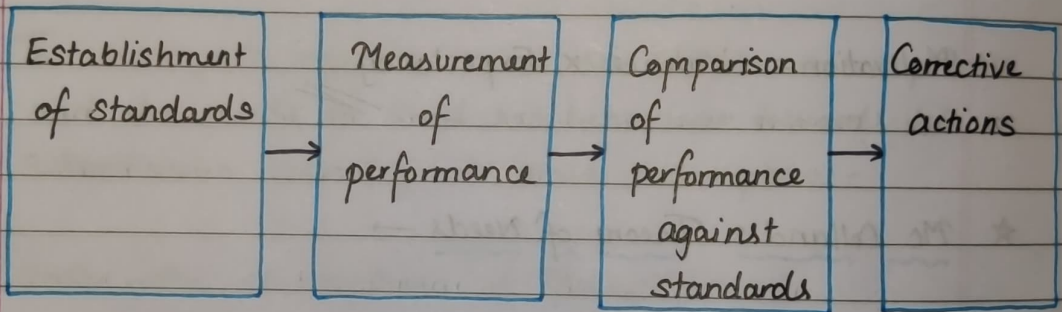 Establishment
of standards
Measurement
of
performance
Comparison
of
performance
against
standards
Corrective
actions